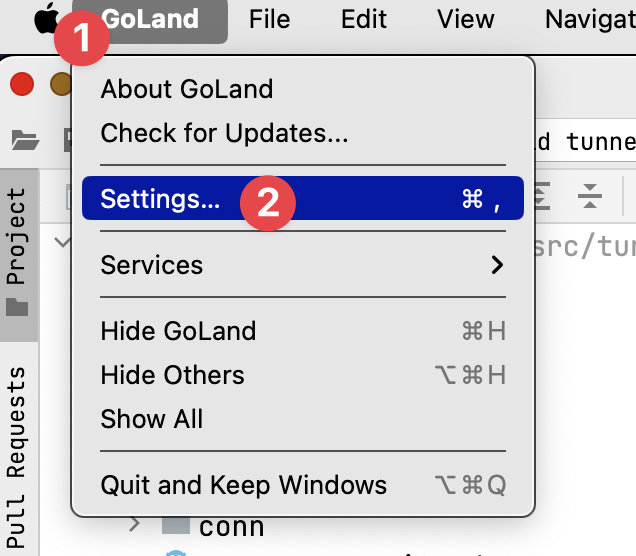 GoLand File Edit View Navigat
1
About GoLand
Check for Updates...
d tunne
Settings... 2 ⌘ ,
Project
src/tun
Services
Hide GoLand ⌘H
Hide Others ⌥⌘H
Show All
Pull Requests
Quit and Keep Windows ⌥⌘Q
conn